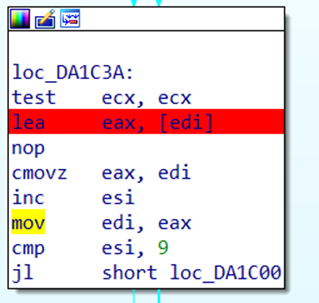 loc_DA1C3A:
test ecx, ecx
lea eax, [edi]
nop
cmovz eax, edi
inc esi
mov edi, eax
cmp esi, 9
jl short loc_DA1C00